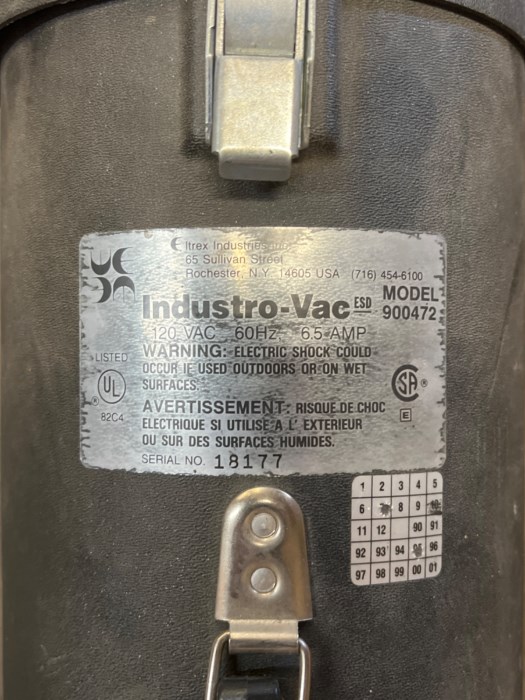 Eltrex Industries
65 Sullivan Street
Rochester, N.Y. 14605 USA (716) 454-6100
Industro-Vac ESD MODEL 900472
120 VAC 60Hz 6.5 AMP
WARNING: ELECTRIC SHOCK COULD
OCCUR IF USED OUTDOORS OR ON WET
SURFACES.
LISTED
UL
82C4
SA
E
AVERTISSEMENT: RISQUE DE CHOC
ELECTRIQUE SI UTILISE A L' EXTERIEUR
OU SUR DES SURFACES HUMIDES.
SERIAL NO. 18177
1 2 3 4 5
6 8 9
11 12 90 91
92 93 94 96
97 98 99 00 01